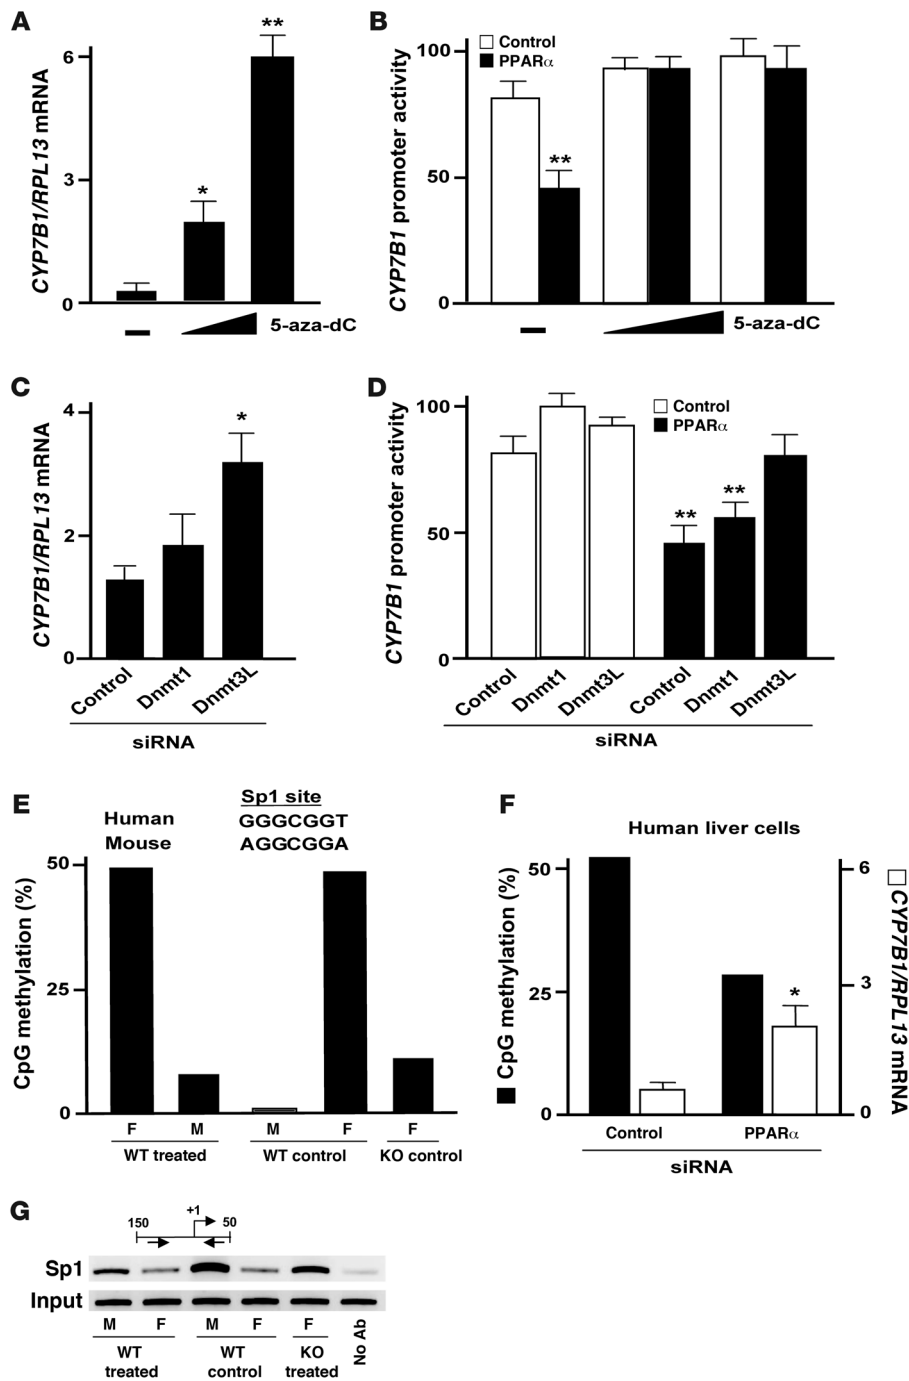 A
CYP7B1/RPL13 mRNA
6
3
0
*
**
5-aza-dC
B
CYP7B1 promoter activity
100
50
0
Control
PPARα
**
5-aza-dC
C
CYP7B1/RPL13 mRNA
4
2
0
*
Control
Dnmt1
Dnmt3L
siRNA
D
CYP7B1 promoter activity
100
50
0
Control
PPARα
**
**
Control
Dnmt1
Dnmt3L
Control
Dnmt1
Dnmt3L
siRNA
E
Sp1 site
Human GGGCGGT
Mouse AGGCGGA
CpG methylation (%)
50
25
0
F M M F F
WT treated WT control KO control
F
Human liver cells
CpG methylation (%)
50
25
0
6
3
0
CYP7B1/RPL13 mRNA
*
Control PPARα
siRNA
G
150 +1 50
Sp1
Input
M F M F F No Ab
WT WT KO
treated control treated